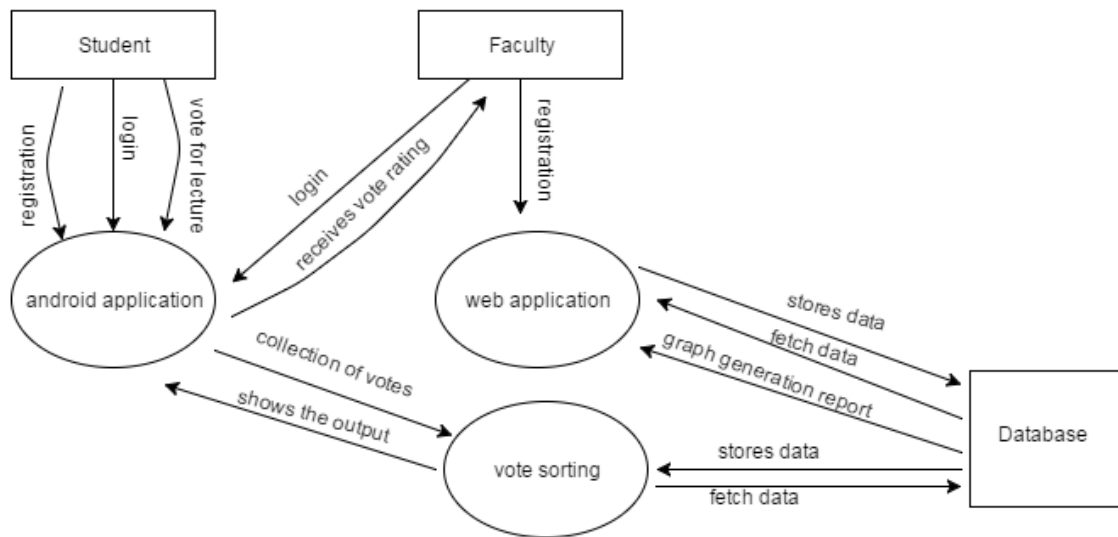 Student
Faculty
registration
login
vote for lecture
login
receives vote rating
registration
android application
web application
stores data
fetch data
graph generation report
collection of votes
shows the output
Database
vote sorting
stores data
fetch data